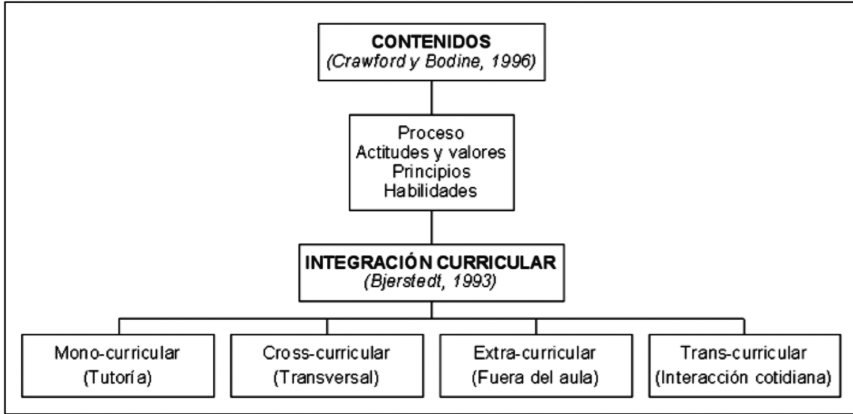 CONTENIDOS
(Crawford y Bodine, 1996)
Proceso
Actitudes y valores
Principios
Habilidades
INTEGRACIÓN CURRICULAR
(Bjerstedt, 1993)
Mono-curricular
(Tutoría)
Cross-curricular
(Transversal)
Extra-curricular
(Fuera del aula)
Trans-curricular
(Interacción cotidiana)